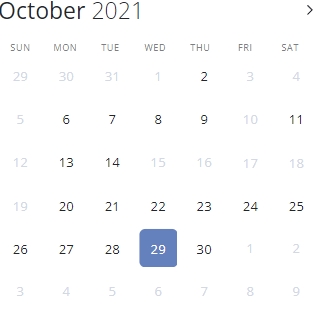 October 2021
SUN MON TUE WED THU FRI SAT
29 30 31 1 2 3 4
5 6 7 8 9 10 11
12 13 14 15 16 17 18
19 20 21 22 23 24 25
26 27 28 29 30 1 2
3 4 5 6 7 8 9